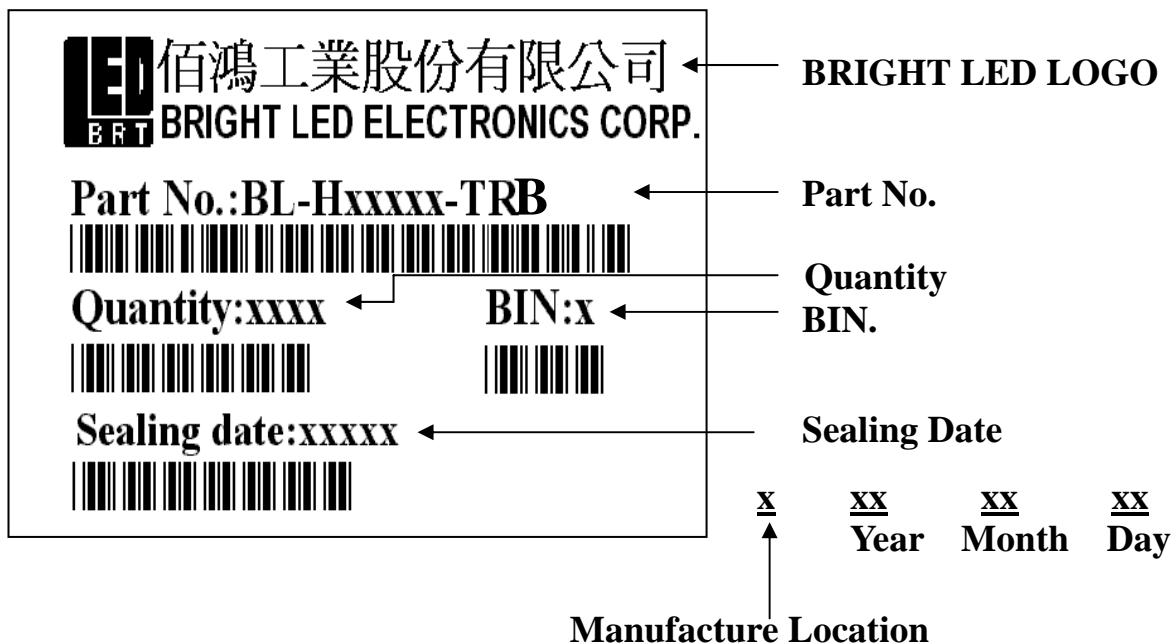 LED
BRT
佰鴻工業股份有限公司
BRIGHT LED ELECTRONICS CORP.
BRIGHT LED LOGO
Part No.:BL-Hxxxxx-TRB
Part No.
Quantity:xxxx
BIN:x
Quantity
BIN.
Sealing date:xxxxx
Sealing Date
x xx xx xx
Year Month Day
Manufacture Location